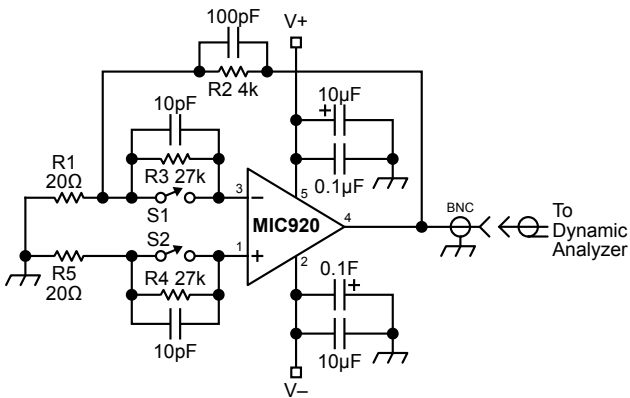 100pF
V+
R2 4k
10pF
10µF
+
R1
20Ω
R3 27k
0.1µF
S1
3
−
5
MIC920
4
BNC
To
Dynamic
Analyzer
S2
1
+
2
R5
20Ω
R4 27k
0.1F
+
10pF
10µF
V–